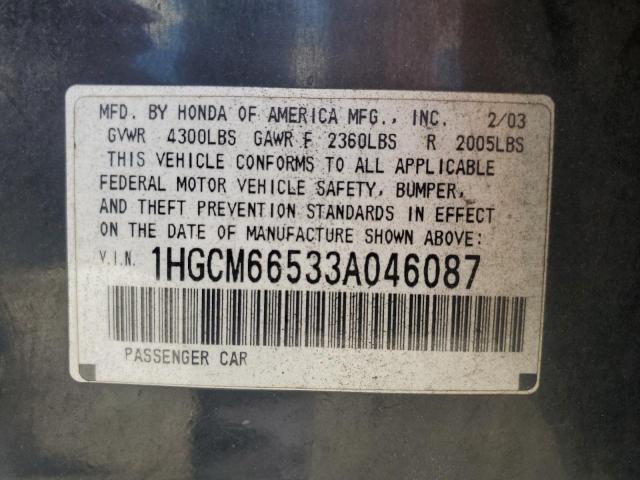 MFD. BY HONDA OF AMERICA MFG., INC. 2/03
GVWR 4300LBS GAWR F 2360LBS R 2005LBS
THIS VEHICLE CONFORMS TO ALL APPLICABLE
FEDERAL MOTOR VEHICLE SAFETY, BUMPER,
AND THEFT PREVENTION STANDARDS IN EFFECT
ON THE DATE OF MANUFACTURE SHOWN ABOVE:
V.I.N. 1HGCM66533A046087
PASSENGER CAR